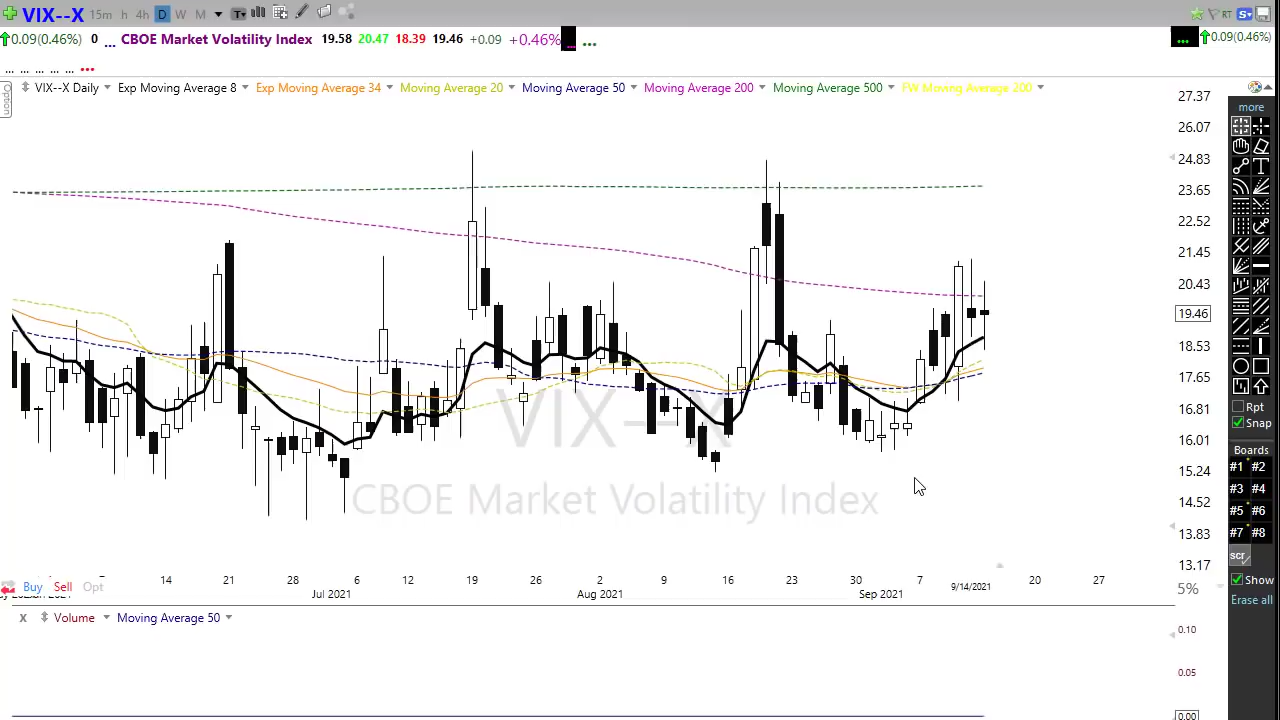 VIX--X 15m h 4h D W M T RT S
0.09(0.46%) 0 ... CBOE Market Volatility Index 19.58 20.47 18.39 19.46 +0.09 +0.46% ... ... ... 0.09(0.46%)
... ... ... ... ... ...
Option
VIX--X Daily Exp Moving Average 8 Exp Moving Average 34 Moving Average 20 Moving Average 50 Moving Average 200 Moving Average 500 FW Moving Average 200
27.37
more
26.07
24.83
23.65
22.52
21.45
20.43
19.46
18.53
17.65
16.81
16.01
15.24
14.52
13.83
13.17
VIX--X
CBOE Market Volatility Index
Rpt
Snap
Boards
#1 #2
#3 #4
#5 #6
#7 #8
scr
Show
Erase all
14 21 28 6 12 19 26 2 9 16 23 30 7 9/14/2021 20 27
Buy Sell Opt
5%
Jul 2021 Aug 2021 Sep 2021
X Volume Moving Average 50
0.10
0.05
0.00